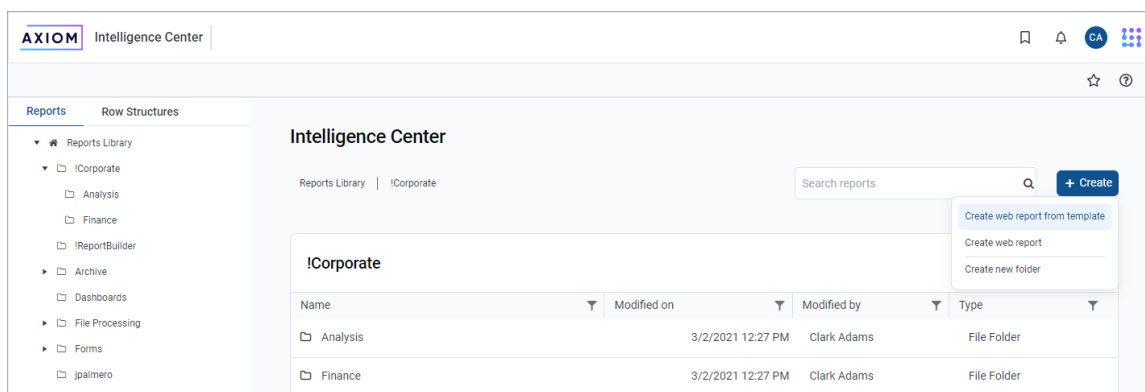 AXIOM Intelligence Center
CA
Reports Row Structures
Reports Library
!Corporate
Analysis
Finance
!ReportBuilder
Archive
Dashboards
File Processing
Forms
jpalmero
Intelligence Center
Reports Library | !Corporate
Search reports
+ Create
Create web report from template
Create web report
Create new folder
!Corporate
Name Modified on Modified by Type
Analysis 3/2/2021 12:27 PM Clark Adams File Folder
Finance 3/2/2021 12:27 PM Clark Adams File Folder